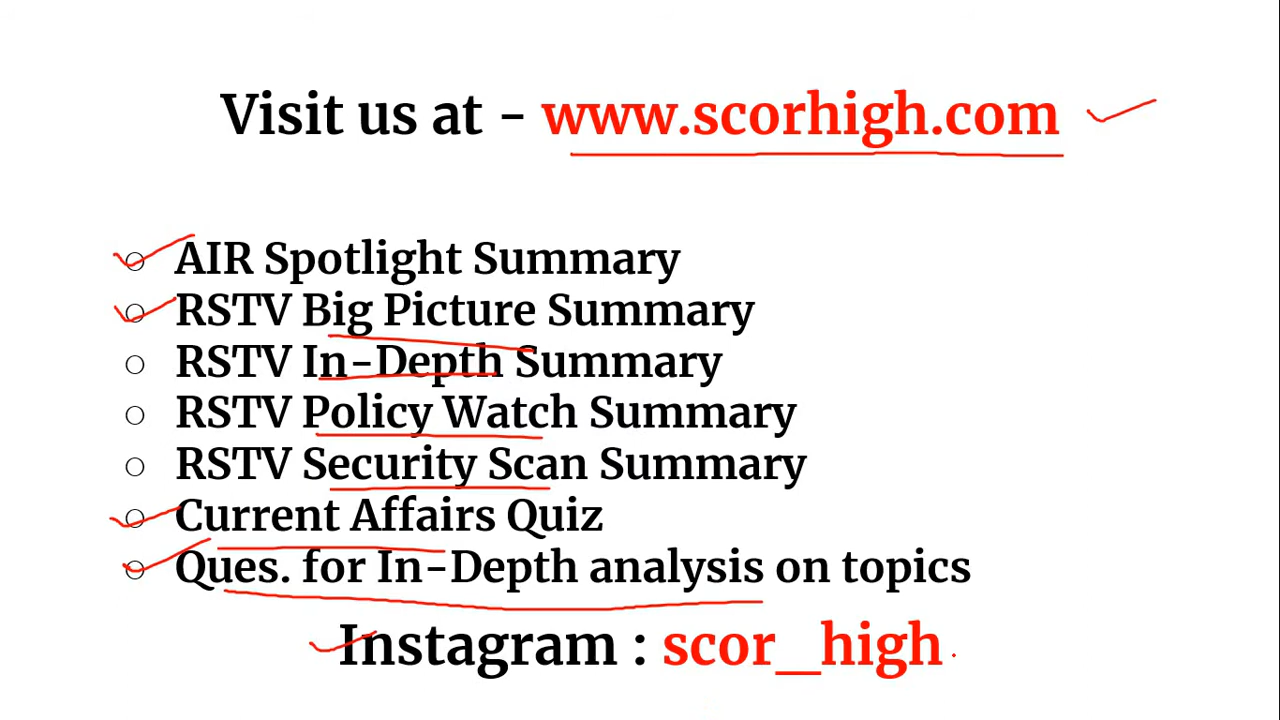 Visit us at - www.scorhigh.com
AIR Spotlight Summary
RSTV Big Picture Summary
RSTV In-Depth Summary
RSTV Policy Watch Summary
RSTV Security Scan Summary
Current Affairs Quiz
Ques. for In-Depth analysis on topics
Instagram : scor_high